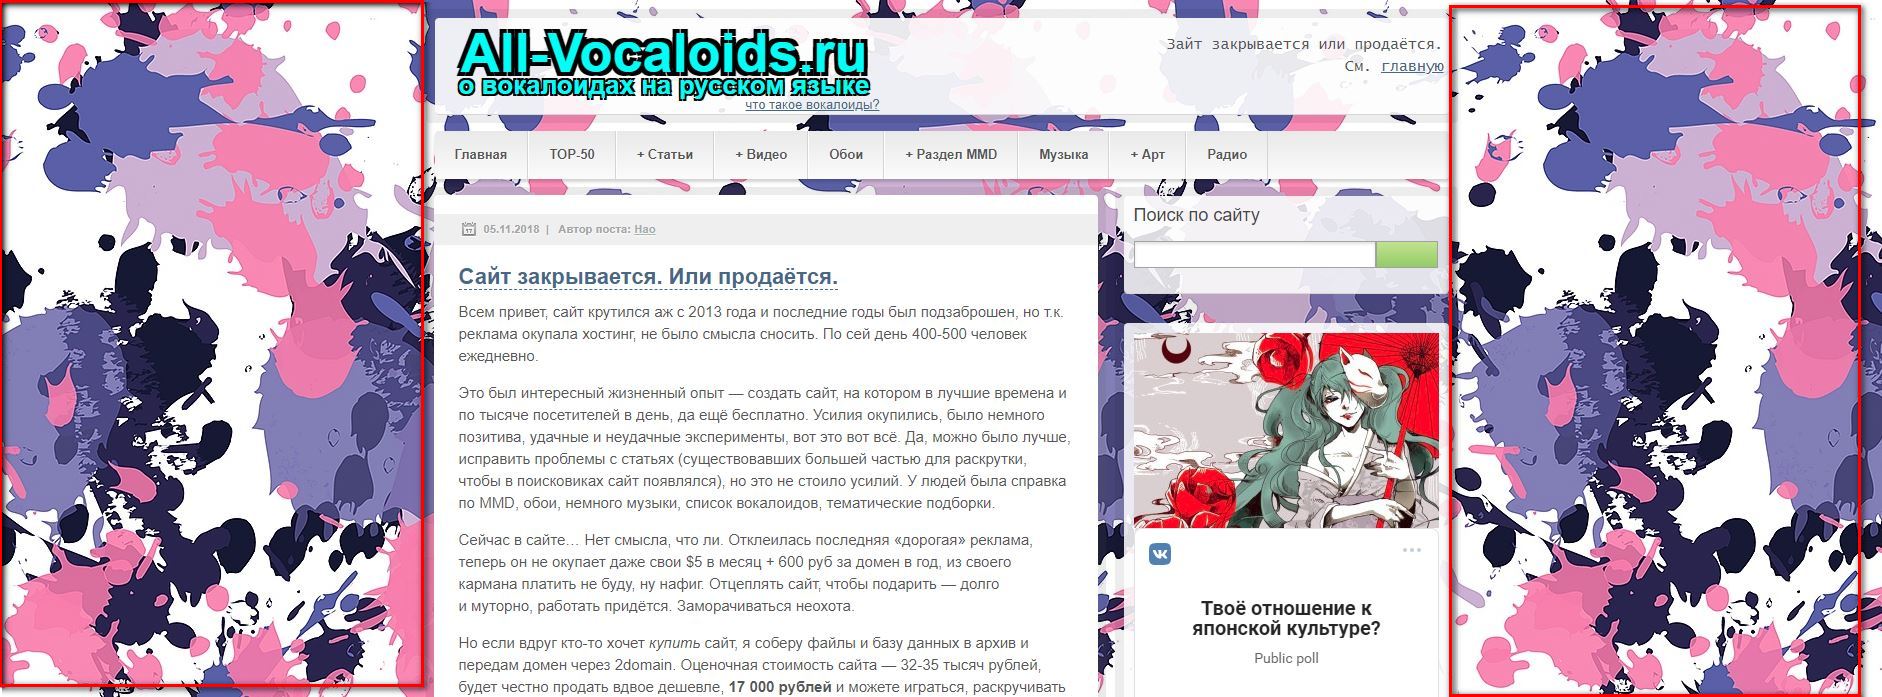 All-Vocaloids.ru
о вокалоидах на русском языке
что такое вокалоиды?
Зайт закрывается или продаётся.
См. главную
Главная
TOP-50
+ Статьи
+ Видео
Обои
+ Раздел MMD
Музыка
+ Арт
Радио
05.11.2018 | Автор поста: Нао
Сайт закрывается. Или продаётся.
Всем привет, сайт крутился аж с 2013 года и последние годы был подзаброшен, но т.к.
реклама окупала хостинг, не было смысла сносить. По сей день 400-500 человек
ежедневно.
Это был интересный жизненный опыт — создать сайт, на котором в лучшие времена и
по тысяче посетителей в день, да ещё бесплатно. Усилия окупились, было немного
позитива, удачные и неудачные эксперименты, вот это вот всё. Да, можно было лучше,
исправить проблемы с статьях (существовавших большей частью для раскрутки,
чтобы в поисковиках сайт появлялся), но это не стоило усилий. У людей была справка
по MMD, обои, немного музыки, список вокалоидов, тематические подборки.
Сейчас в сайте… Нет смысла, что ли. Отклеилась последняя «дорогая» реклама,
теперь он не окупает даже свои $5 в месяц + 600 руб за домен в год, из своего
кармана платить не буду, ну нафиг. Отцеплять сайт, чтобы подарить — долго
и муторно, работать придётся. Заморачиваться неохота.
Но если вдруг кто-то хочет купить сайт, я соберу файлы и базу данных в архив и
передам домен через 2domain. Оценочная стоимость сайта — 32-35 тысяч рублей,
будет честно продать вдвое дешевле, 17 000 рублей и можете играться, раскручивать
Поиск по сайту
Твоё отношение к
японской культуре?
Public poll